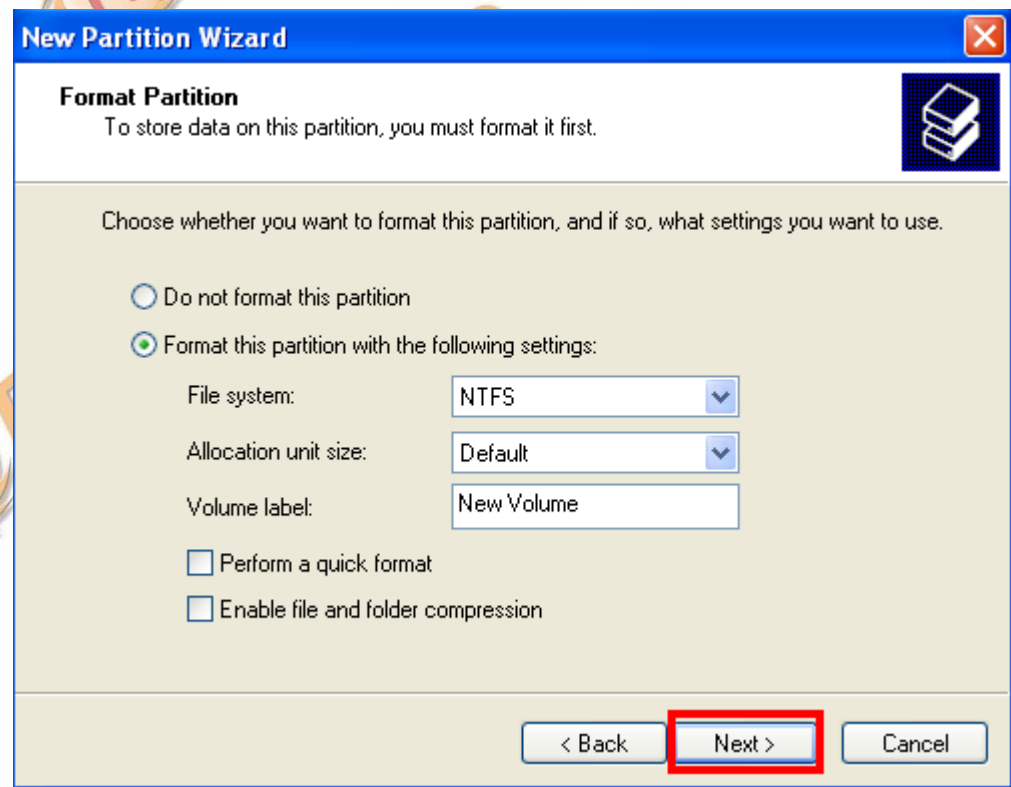 New Partition Wizard
Format Partition
To store data on this partition, you must format it first.
Choose whether you want to format this partition, and if so, what settings you want to use.
Do not format this partition
Format this partition with the following settings:
File system: NTFS
Allocation unit size: Default
Volume label: New Volume
Perform a quick format
Enable file and folder compression
< Back Next > Cancel